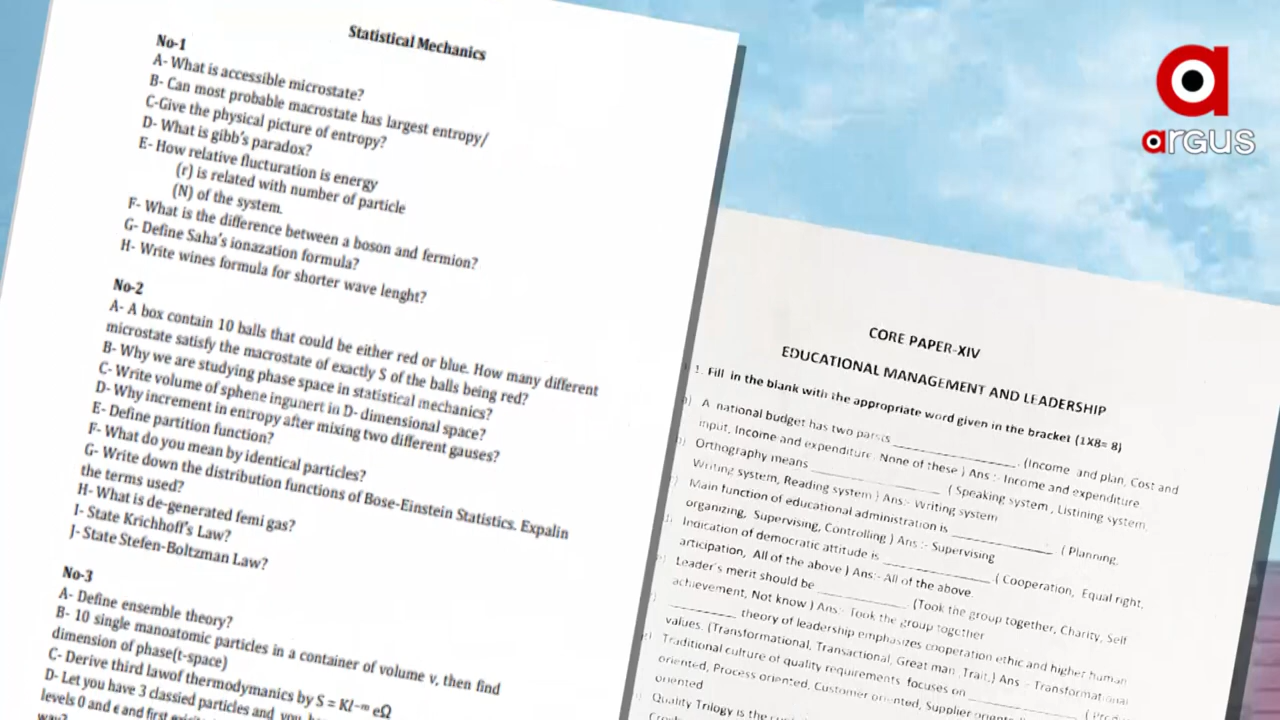 Statistical Mechanics
No-1
A- What is accessible microstate?
B- Can most probable macrostate has largest entropy/
C-Give the physical picture of entropy?
D- What is gibb's paradox?
E- How relative flucturation is energy
(r) is related with number of particle
(N) of the system.
F- What is the difference between a boson and fermion?
G- Define Saha's ionazation formula?
H- Write wines formula for shorter wave lenght?
No-2
A- A box contain 10 balls that could be either red or blue. How many different
microstate satisfy the macrostate of exactly S of the balls being red?
B- Why we are studying phase space in statistical mechanics?
C- Write volume of sphene ingunert in D- dimensional space?
D- Why increment in entropy after mixing two different gauses?
E- Define partition function?
F- What do you mean by identical particles?
G- Write down the distribution functions of Bose-Einstein Statistics. Expalin
the terms used?
H- What is de-generated femi gas?
I- State Krichhoff's Law?
J- State Stefen-Boltzman Law?
No-3
A- Define ensemble theory?
B- 10 single manoatomic particles in a container of volume v, then find
dimension of phase(t-space)
C- Derive third lawof thermodymanics by S =
D- Let you have 3 classied particles and you
levels 0 and ϵ and first
way?
argus
CORE PAPER-XIV
EDUCATIONAL MANAGEMENT AND LEADERSHIP
1. Fill in the blank with the appropriate word given in the bracket (1X8= 8)
A national budget has two parsts ____________. (Income and plan, Cost and
input, Income and expenditure, None of these ) Ans :- Income and expenditure
Orthography means ____________ ( Speaking system , Listining system,
Writing system, Reading system ) Ans:- Writing system
Main function of educational administration is ____________ ( Planning,
organizing, Supervising, Controlling ) Ans :- Supervising
Indication of democratic attitude is ____________ ( Cooperation, Equal right,
articipation, All of the above ) Ans:- All of the above.
Leader's merit should be ____________. (Took the group together, Charity, Self
achievement, Not know ) Ans :- Took the group together
________ theory of leadership emphasizes cooperation ethic and higher human
values. (Transformational, Transactional, Great man, Trait.) Ans :- Transformational
Traditional culture of quality requirements focuses on ____________
oriented, Process oriented, Customer oriented, Supplier
oriented
Quality Trilogy is the